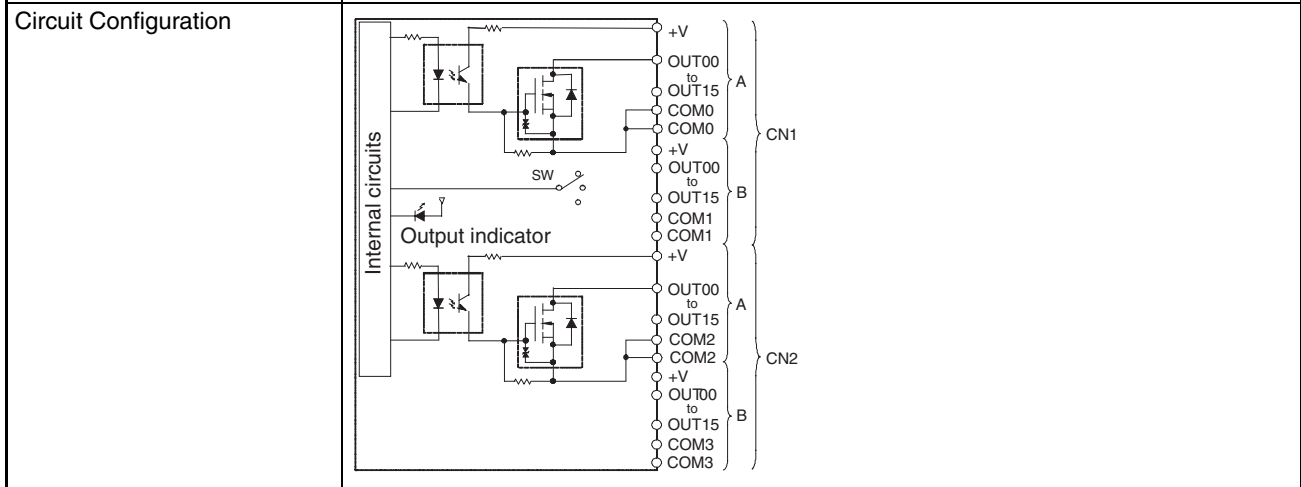 Circuit Configuration
Internal circuits
SW
Output indicator
+V
OUT00
to
OUT15
COM0
COM0
A
+V
OUT00
to
OUT15
COM1
COM1
B
CN1
+V
OUT00
to
OUT15
COM2
COM2
A
+V
OUT00
to
OUT15
COM3
COM3
B
CN2